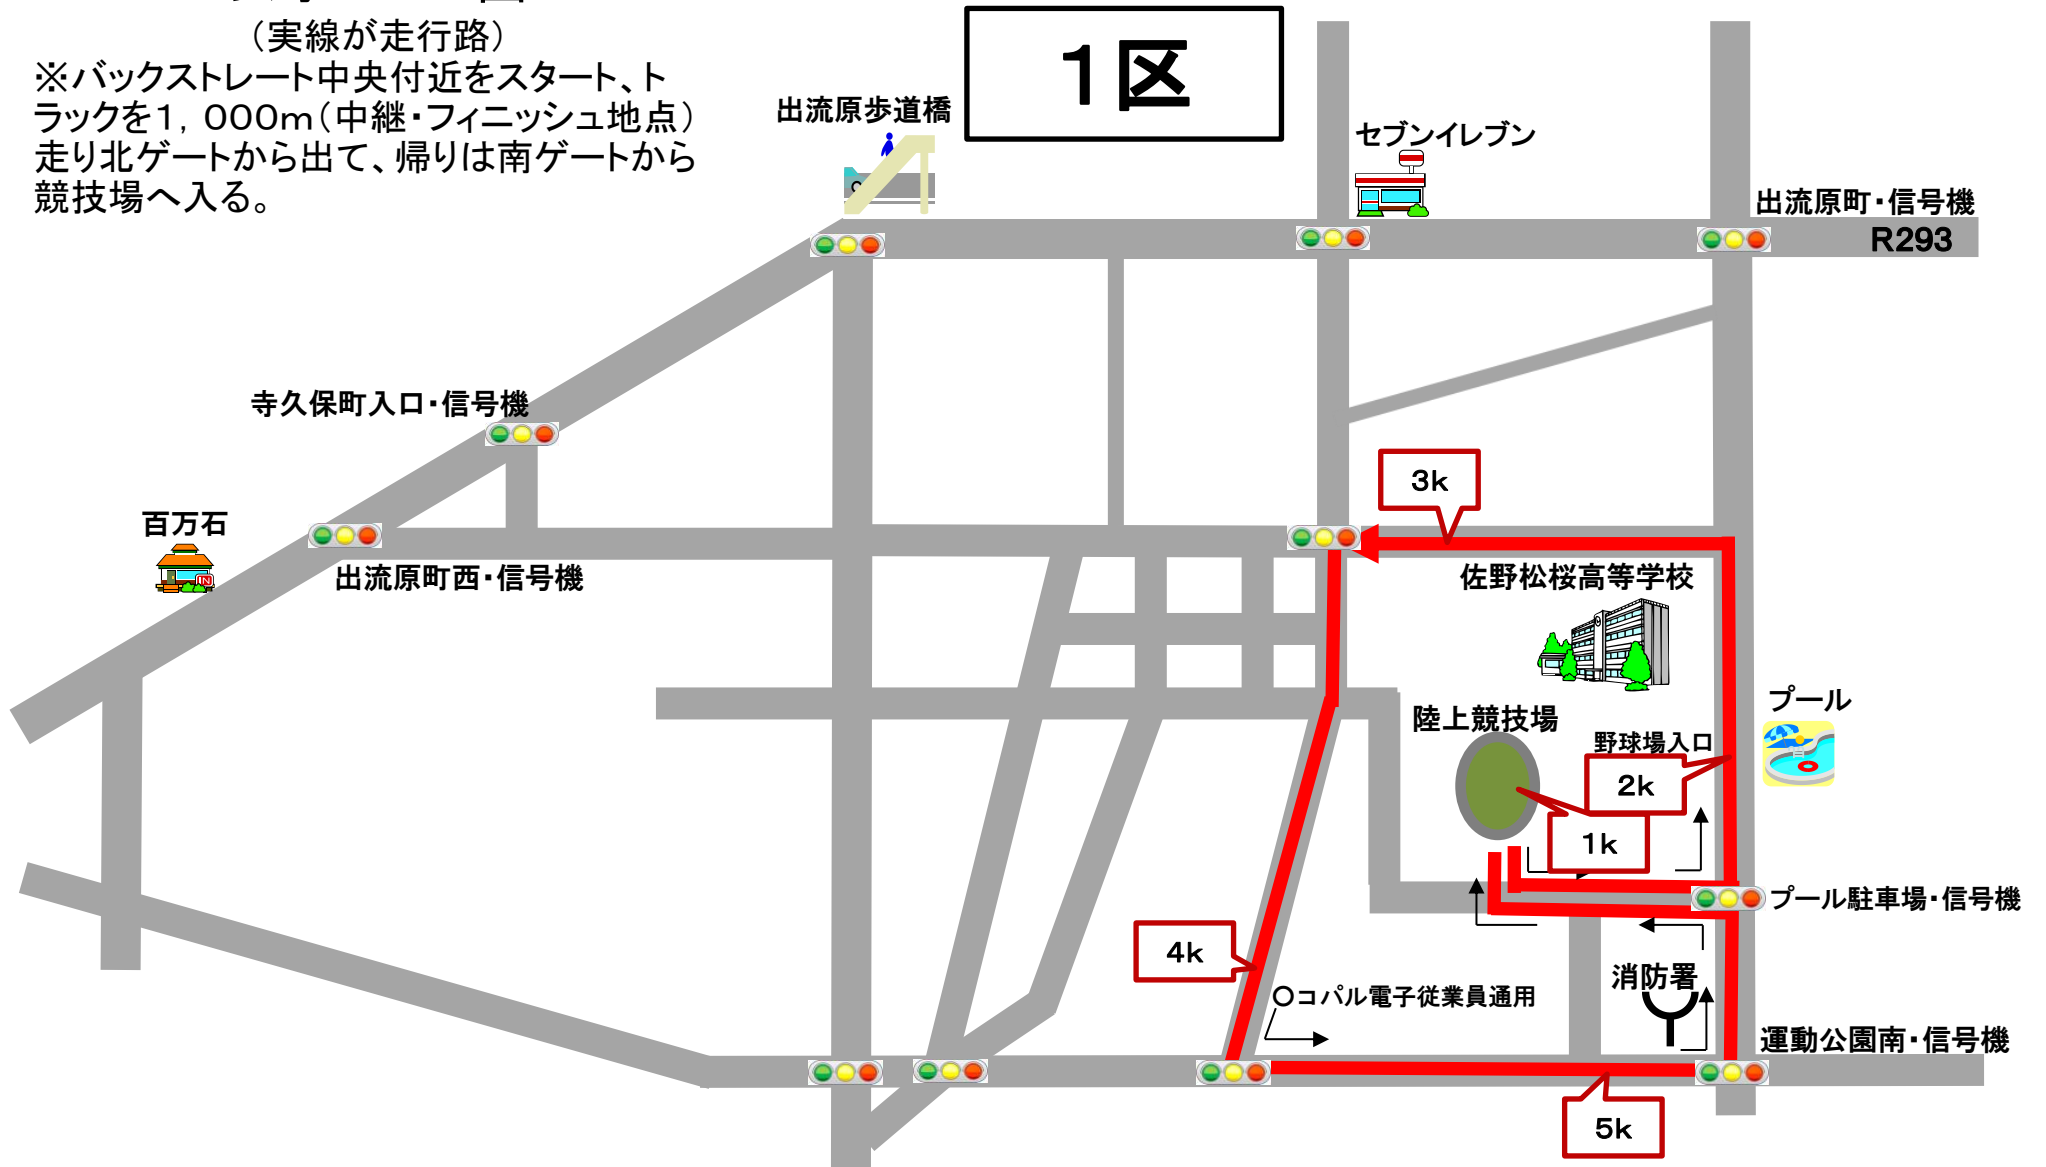 (実線が走行路)
※バックストレート中央付近をスタート、ト
ラックを1,000m(中継・フィニッシュ地点)
走り北ゲートから出て、帰りは南ゲートから
競技場へ入る。
1区
出流原歩道橋
セブンイレブン
出流原町・信号機
R293
寺久保町入口・信号機
3k
百万石
出流原町西・信号機
佐野松桜高等学校
プール
陸上競技場
野球場入口
2k
1k
プール駐車場・信号機
4k
消防署
○コパル電子従業員通用
運動公園南・信号機
5k
IN